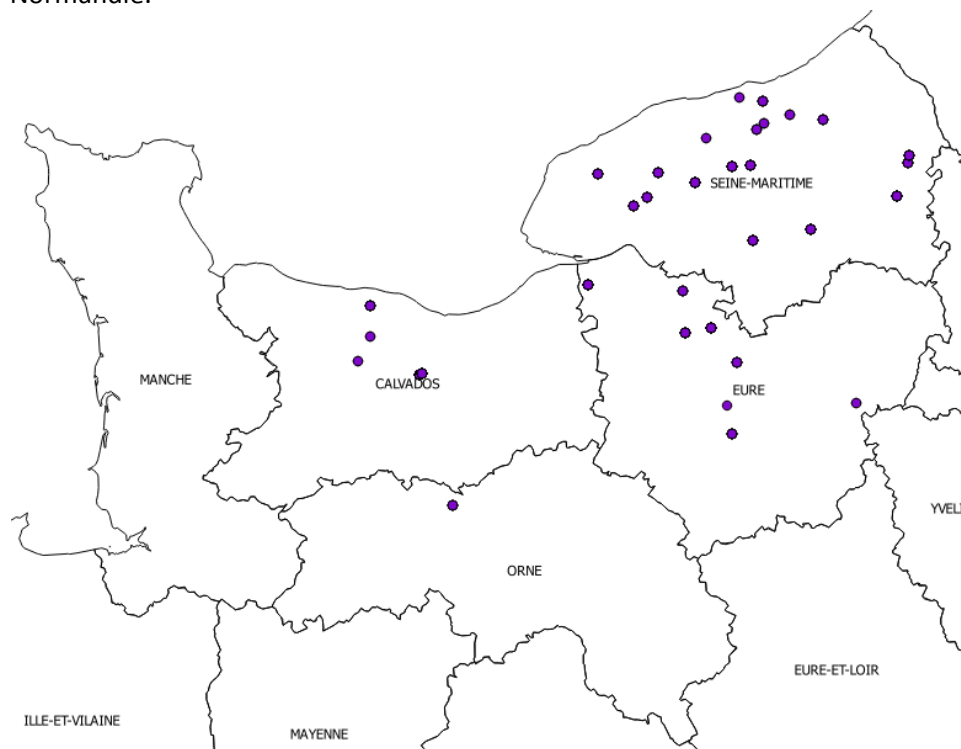 Normandie.
SEINE-MARITIME
MANCHE
CALVADOS
EURE
YVELI
ORNE
EURE-ET-LOIR
ILLE-ET-VILAINE
MAYENNE